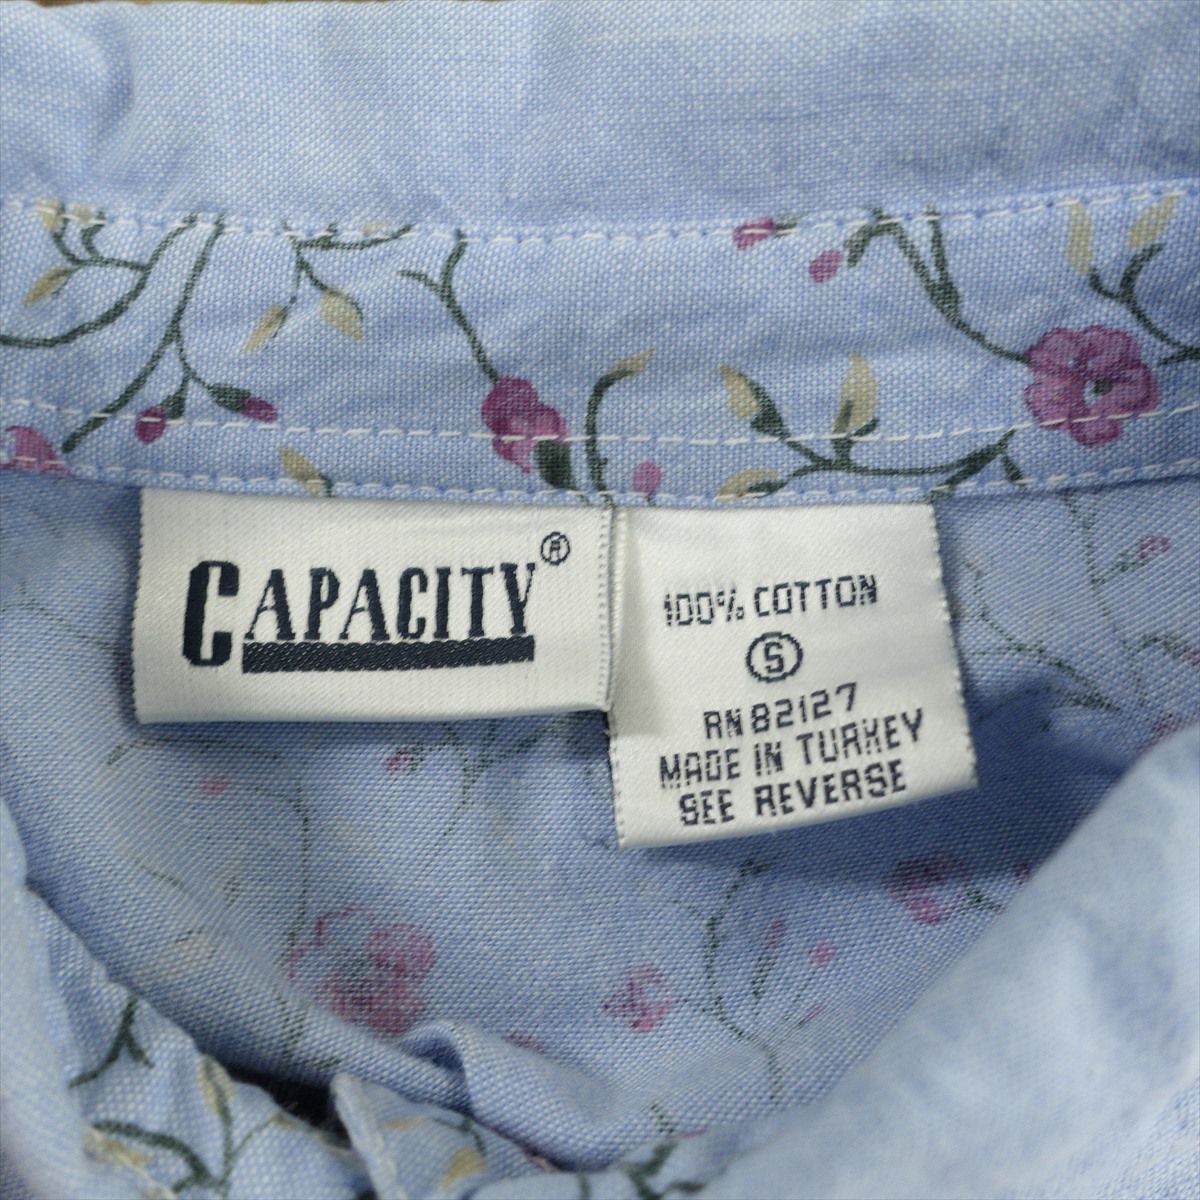 CAPACITY®
100% COTTON
S
RN 82127
MADE IN TURKEY
SEE REVERSE